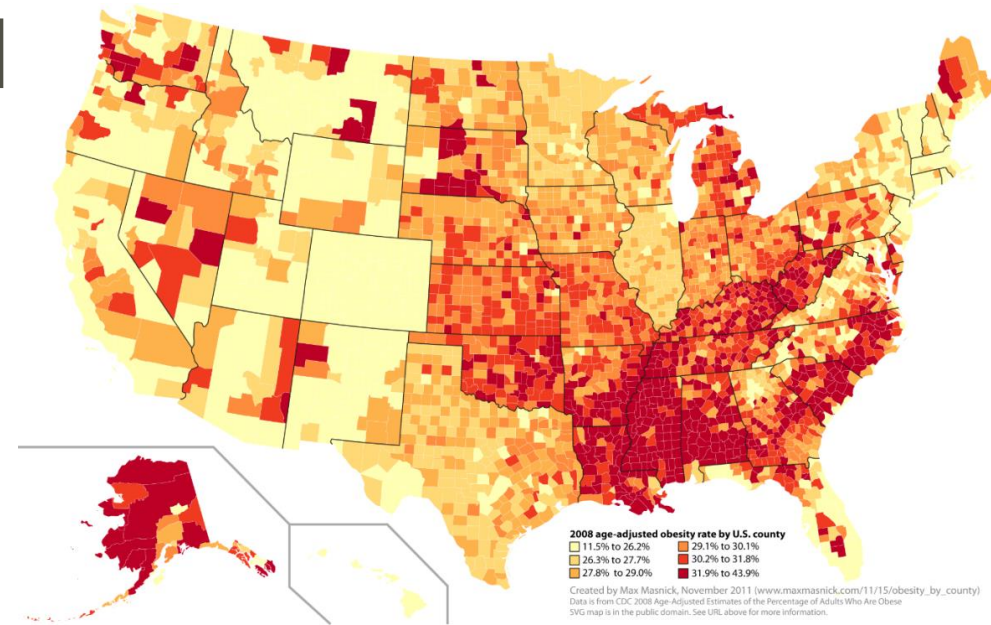 2008 age-adjusted obesity rate by U.S. county
11.5% to 26.2% 29.1% to 30.1%
26.3% to 27.7% 30.2% to 31.8%
27.8% to 29.0% 31.9% to 43.9%
Created by Max Masnick, November 2011 (www.maxmasnick.com/11/15/obesity_by_county)
Data is from CDC 2008 Age-Adjusted Estimates of the Percentage of Adults Who Are Obese
SVG map is in the public domain. See URL above for more information.